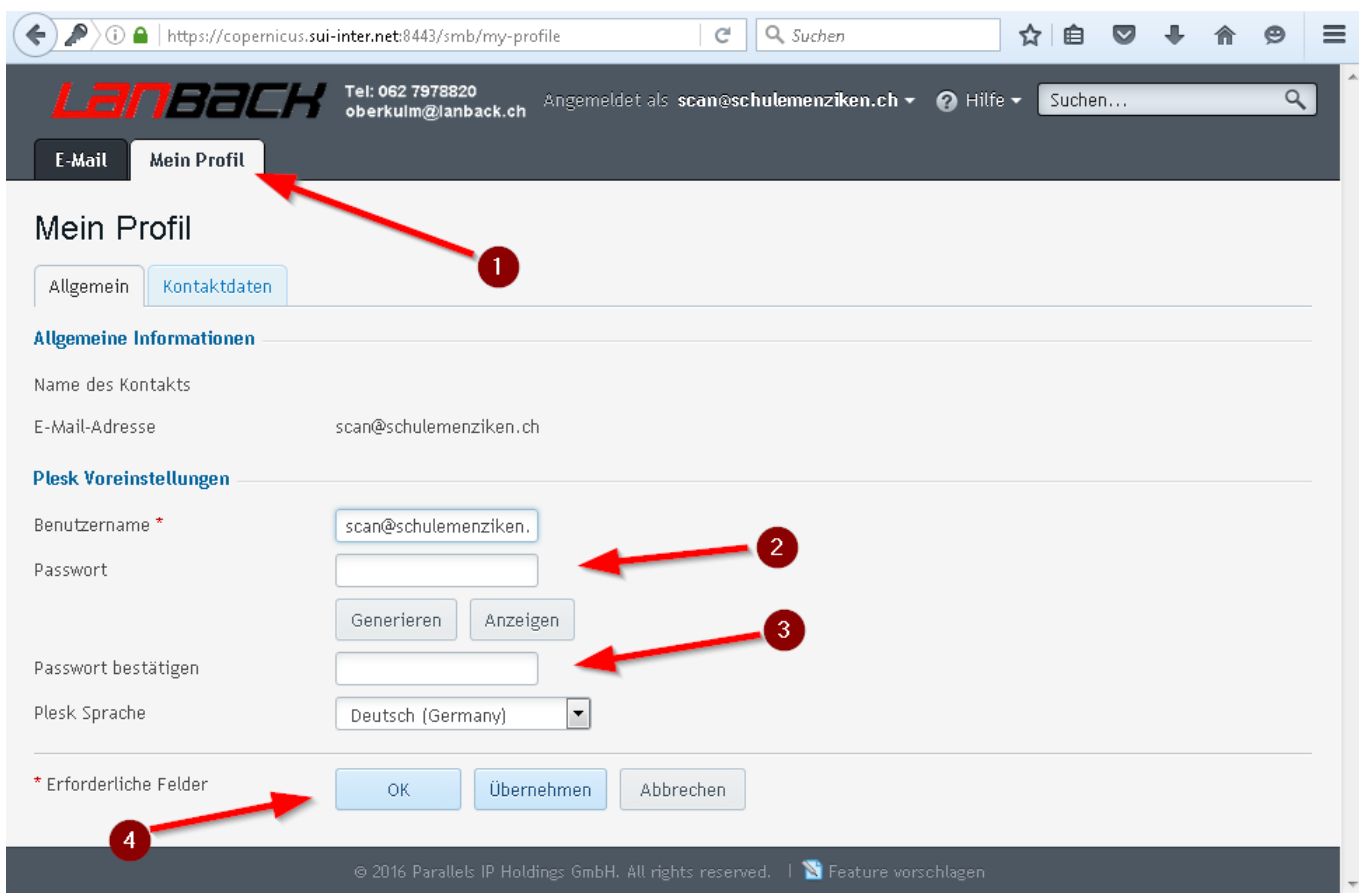 https://copernicus.sui-inter.net:8443/smb/my-profile
Suchen
LANBACK
Tel: 062 7978820
oberkulm@lanback.ch
Angemeldet als scan@schulemenziken.ch
Hilfe
Suchen...
E-Mail
Mein Profil
Mein Profil
1
Allgemein
Kontaktdaten
Allgemeine Informationen
Name des Kontakts
E-Mail-Adresse scan@schulemenziken.ch
Plesk Voreinstellungen
Benutzername * scan@schulemenziken.
2
Passwort
Generieren Anzeigen
3
Passwort bestätigen
Plesk Sprache Deutsch (Germany)
* Erforderliche Felder OK Übernehmen Abbrechen
4
© 2016 Parallels IP Holdings GmbH. All rights reserved. | Feature vorschlagen